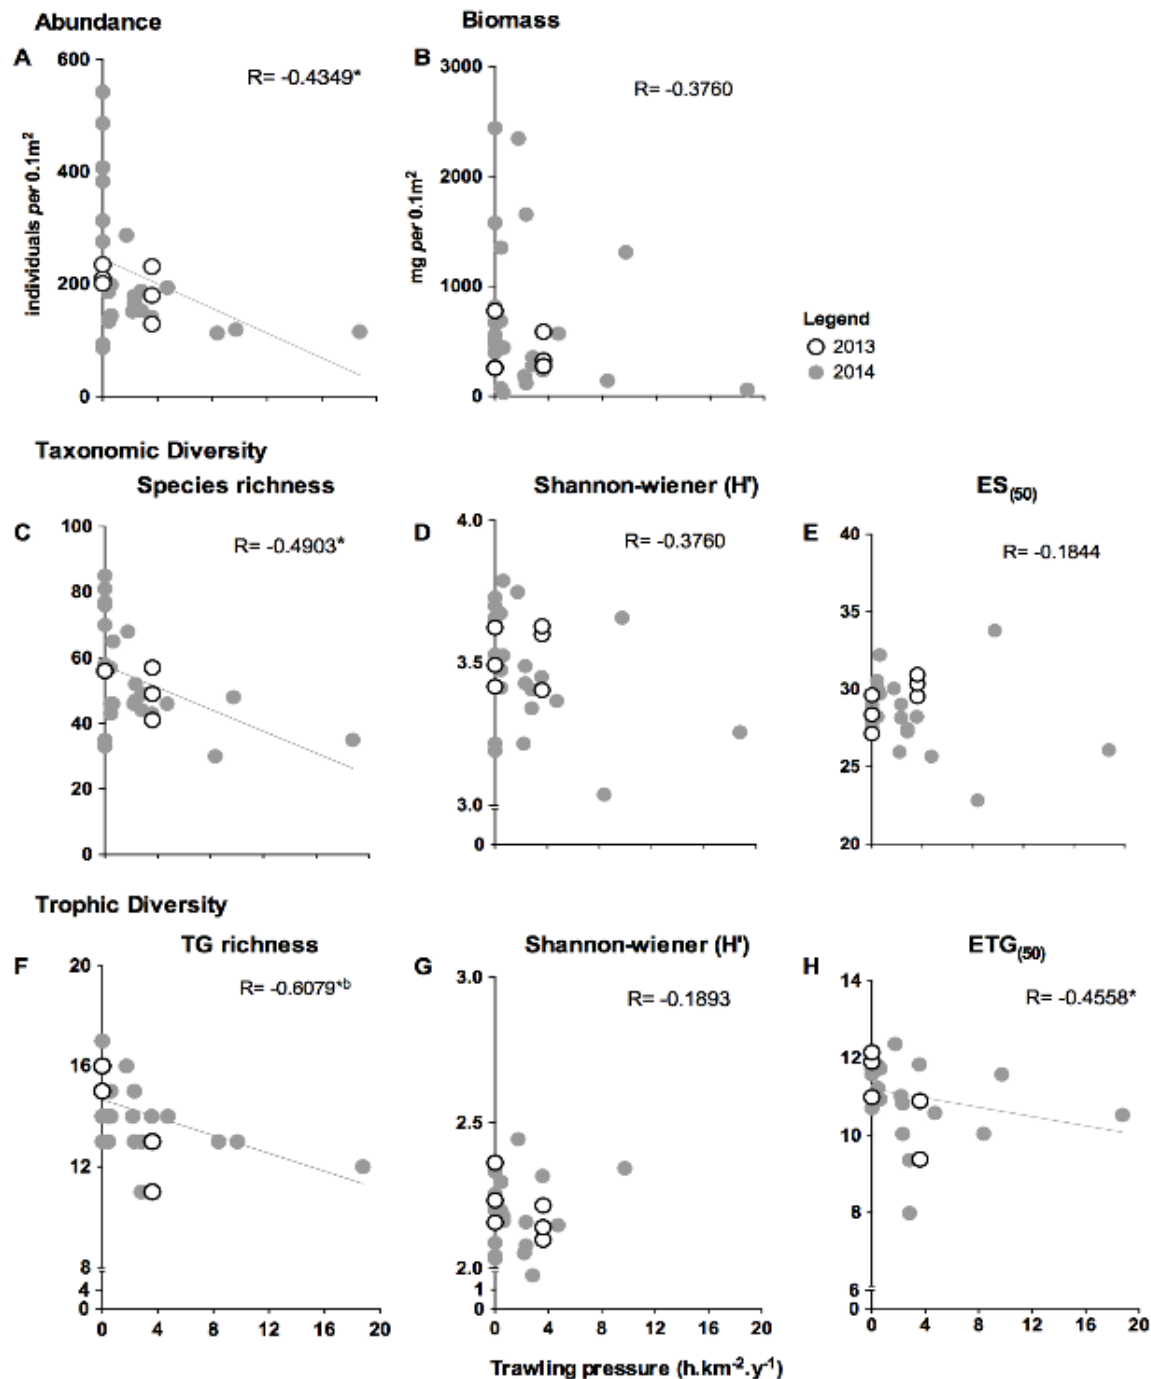 Abundance
Biomass
A
B
R= -0.4349*
R= -0.3760
600
400
200
0
individuals per 0.1m²
3000
2000
1000
0
mg per 0.1m²
Legend
2013
2014
Taxonomic Diversity
Species richness
Shannon-wiener (H')
ES(50)
C
D
E
R= -0.4903*
R= -0.3760
R= -0.1844
100
80
60
40
20
0
4.0
3.5
3.0
0
40
35
30
25
20
Trophic Diversity
TG richness
Shannon-wiener (H')
ETG(50)
F
G
H
R= -0.6079*b
R= -0.1893
R= -0.4558*
20
16
12
8
4
0
3.0
2.5
2.0
1
0
14
12
10
8
6
0
0 4 8 12 16 20
0 4 8 12 16 20
0 4 8 12 16 20
Trawling pressure (h.km⁻².y⁻¹)